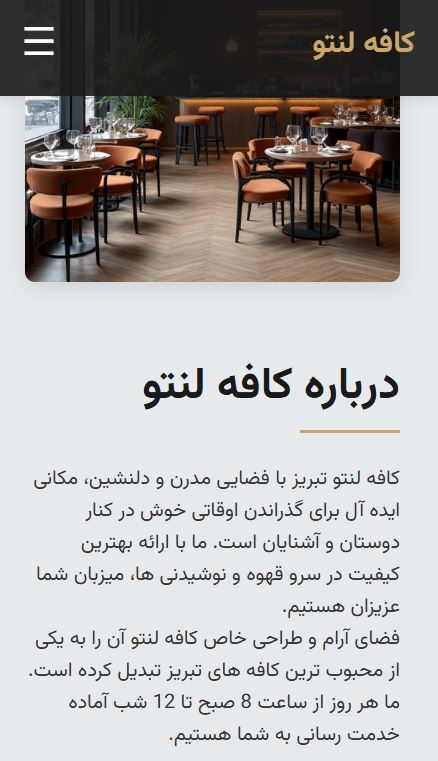 کافه لنتو
درباره کافه لنتو
کافه لنتو تبریز با فضایی مدرن و دلنشین، مکانی
ایده آل برای گذراندن اوقاتی خوش در کنار
دوستان و آشنایان است. ما با ارائه بهترین
کیفیت در سرو قهوه و نوشیدنی ها، میزبان شما
عزیزان هستیم.
فضای آرام و طراحی خاص کافه لنتو آن را به یکی
از محبوب ترین کافه های تبریز تبدیل کرده است.
ما هر روز از ساعت 8 صبح تا 12 شب آماده
خدمت رسانی به شما هستیم.